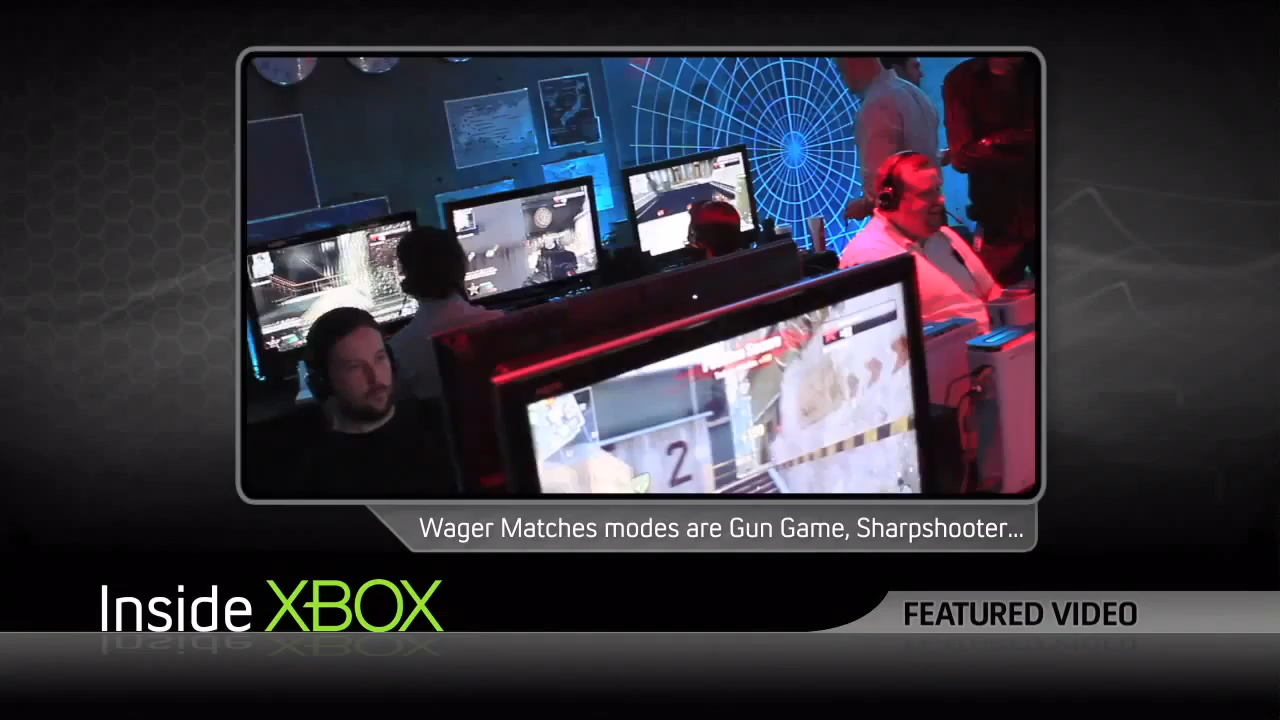 2
Wager Matches modes are Gun Game, Sharpshooter...
Inside XBOX
FEATURED VIDEO